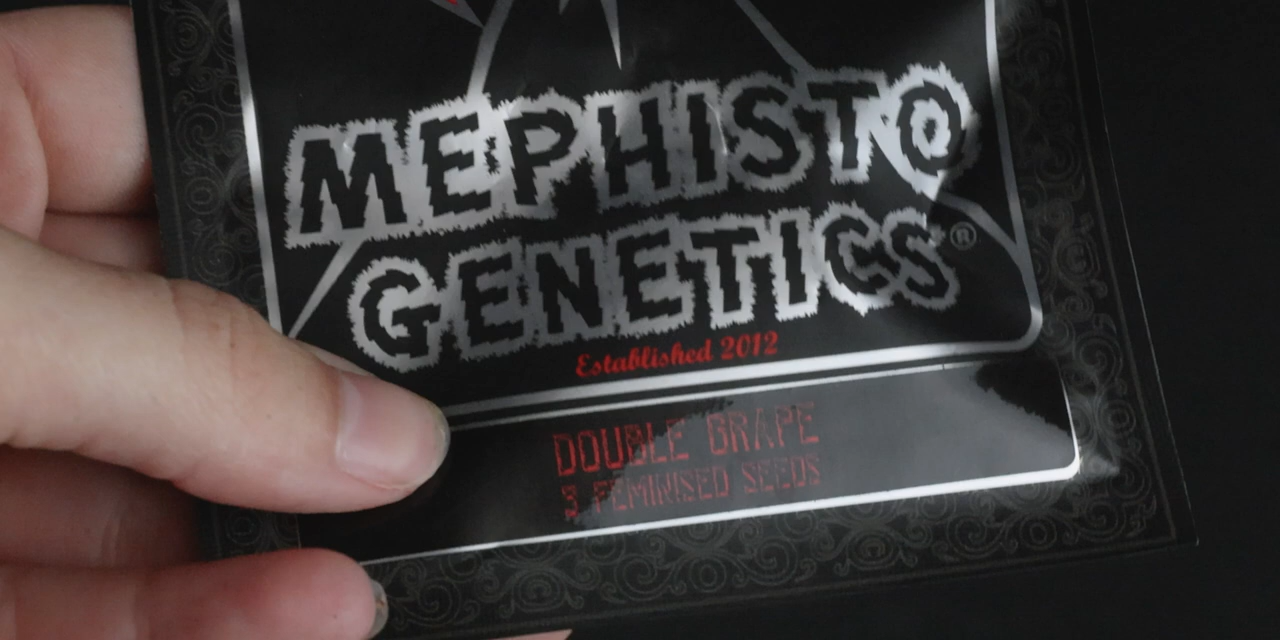 MEPHISTO
GENETICS®
Established 2012
DOUBLE GRAPE
3 FEMINISED SEEDS